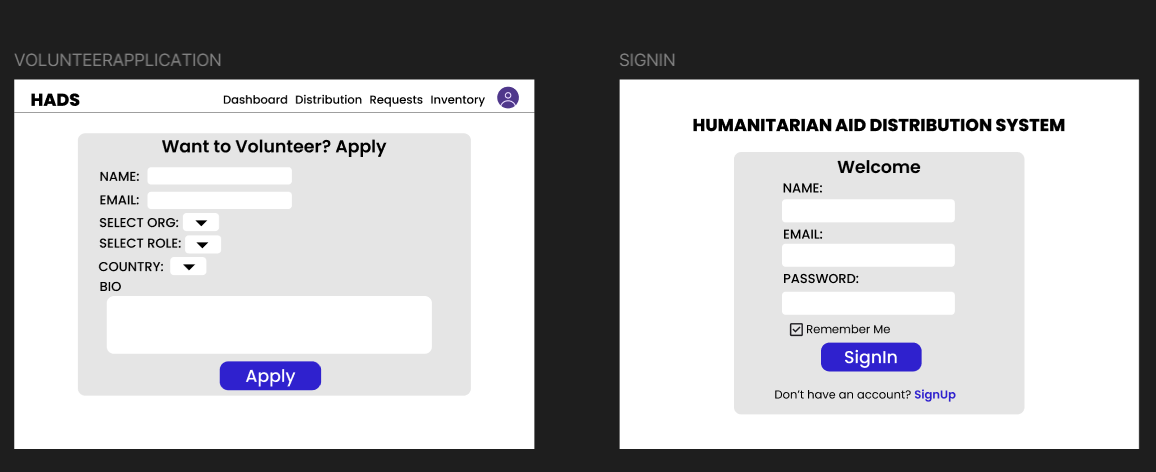 VOLUNTEERAPPLICATION
HADS
Dashboard Distribution Requests Inventory
Want to Volunteer? Apply
NAME:
EMAIL:
SELECT ORG:
SELECT ROLE:
COUNTRY:
BIO
Apply
SIGNIN
HUMANITARIAN AID DISTRIBUTION SYSTEM
Welcome
NAME:
EMAIL:
PASSWORD:
Remember Me
SignIn
Don't have an account? SignUp